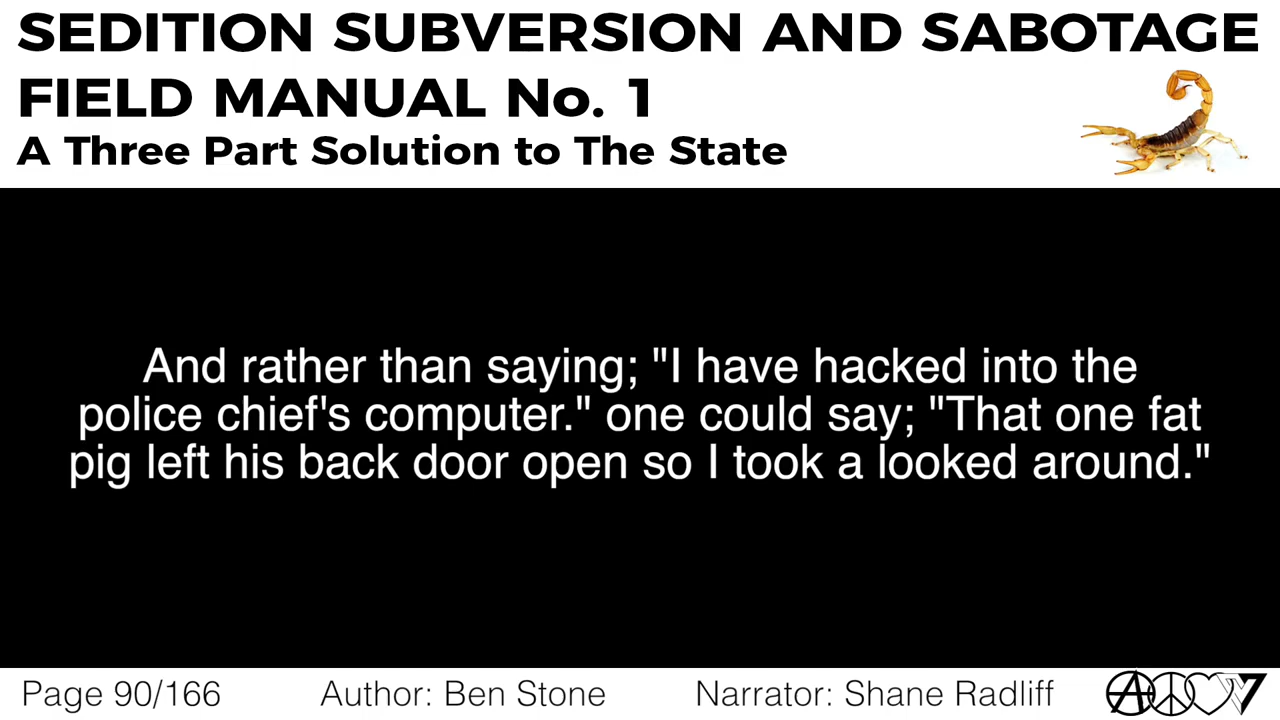 SEDITION SUBVERSION AND SABOTAGE
FIELD MANUAL No. 1
A Three Part Solution to The State
And rather than saying; "I have hacked into the
police chief's computer." one could say; "That one fat
pig left his back door open so I took a looked around."
Page 90/166 Author: Ben Stone Narrator: Shane Radliff